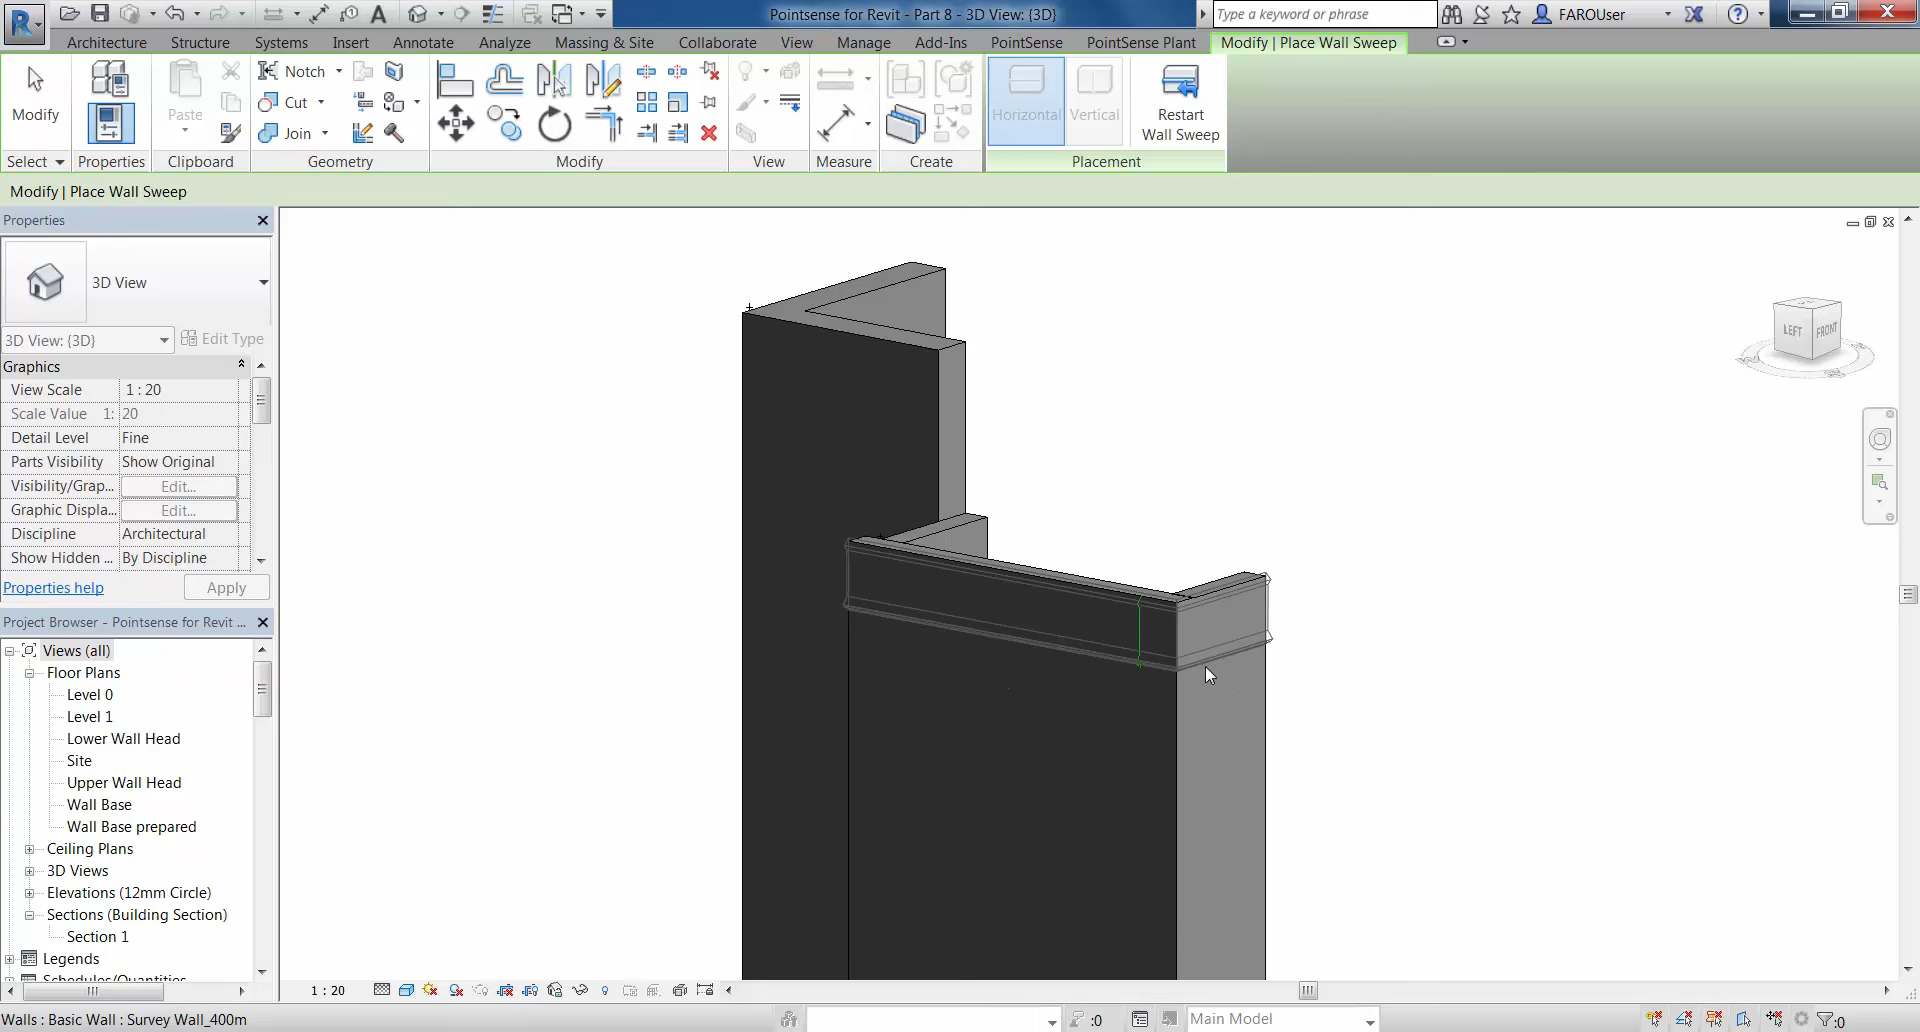 Pointsense for Revit - Part 8 - 3D View: {3D}
Type a keyword or phrase
FAROUser
Architecture
Structure
Systems
Insert
Annotate
Analyze
Massing & Site
Collaborate
View
Manage
Add-Ins
PointSense
PointSense Plant
Modify | Place Wall Sweep
Modify
Paste
Notch
Cut
Join
Horizontal
Vertical
Restart
Wall Sweep
Select
Properties
Clipboard
Geometry
Modify
View
Measure
Create
Placement
Modify | Place Wall Sweep
Properties
3D View
3D View: {3D}
Edit Type
Graphics
View Scale 1 : 20
Scale Value 1: 20
Detail Level Fine
Parts Visibility Show Original
Visibility/Grap... Edit...
Graphic Displa... Edit...
Discipline Architectural
Show Hidden ... By Discipline
Properties help
Apply
Project Browser - Pointsense for Revit ...
Views (all)
Floor Plans
Level 0
Level 1
Lower Wall Head
Site
Upper Wall Head
Wall Base
Wall Base prepared
Ceiling Plans
3D Views
Elevations (12mm Circle)
Sections (Building Section)
Section 1
Legends
Schedules/Quantities
LEFT
FRONT
1 : 20
Walls : Basic Wall : Survey Wall_400m
:0
Main Model
:0